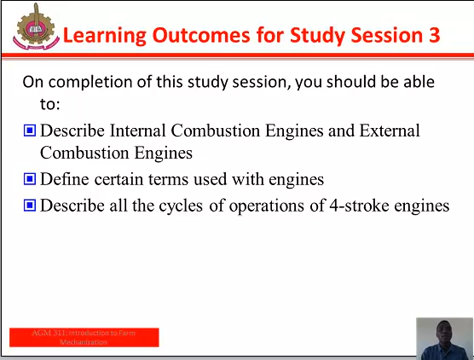 Learning Outcomes for Study Session 3
On completion of this study session, you should be able
to:
Describe Internal Combustion Engines and External
Combustion Engines
Define certain terms used with engines
Describe all the cycles of operations of 4-stroke engines
AGM 311: Introduction to Farm
Mechanization